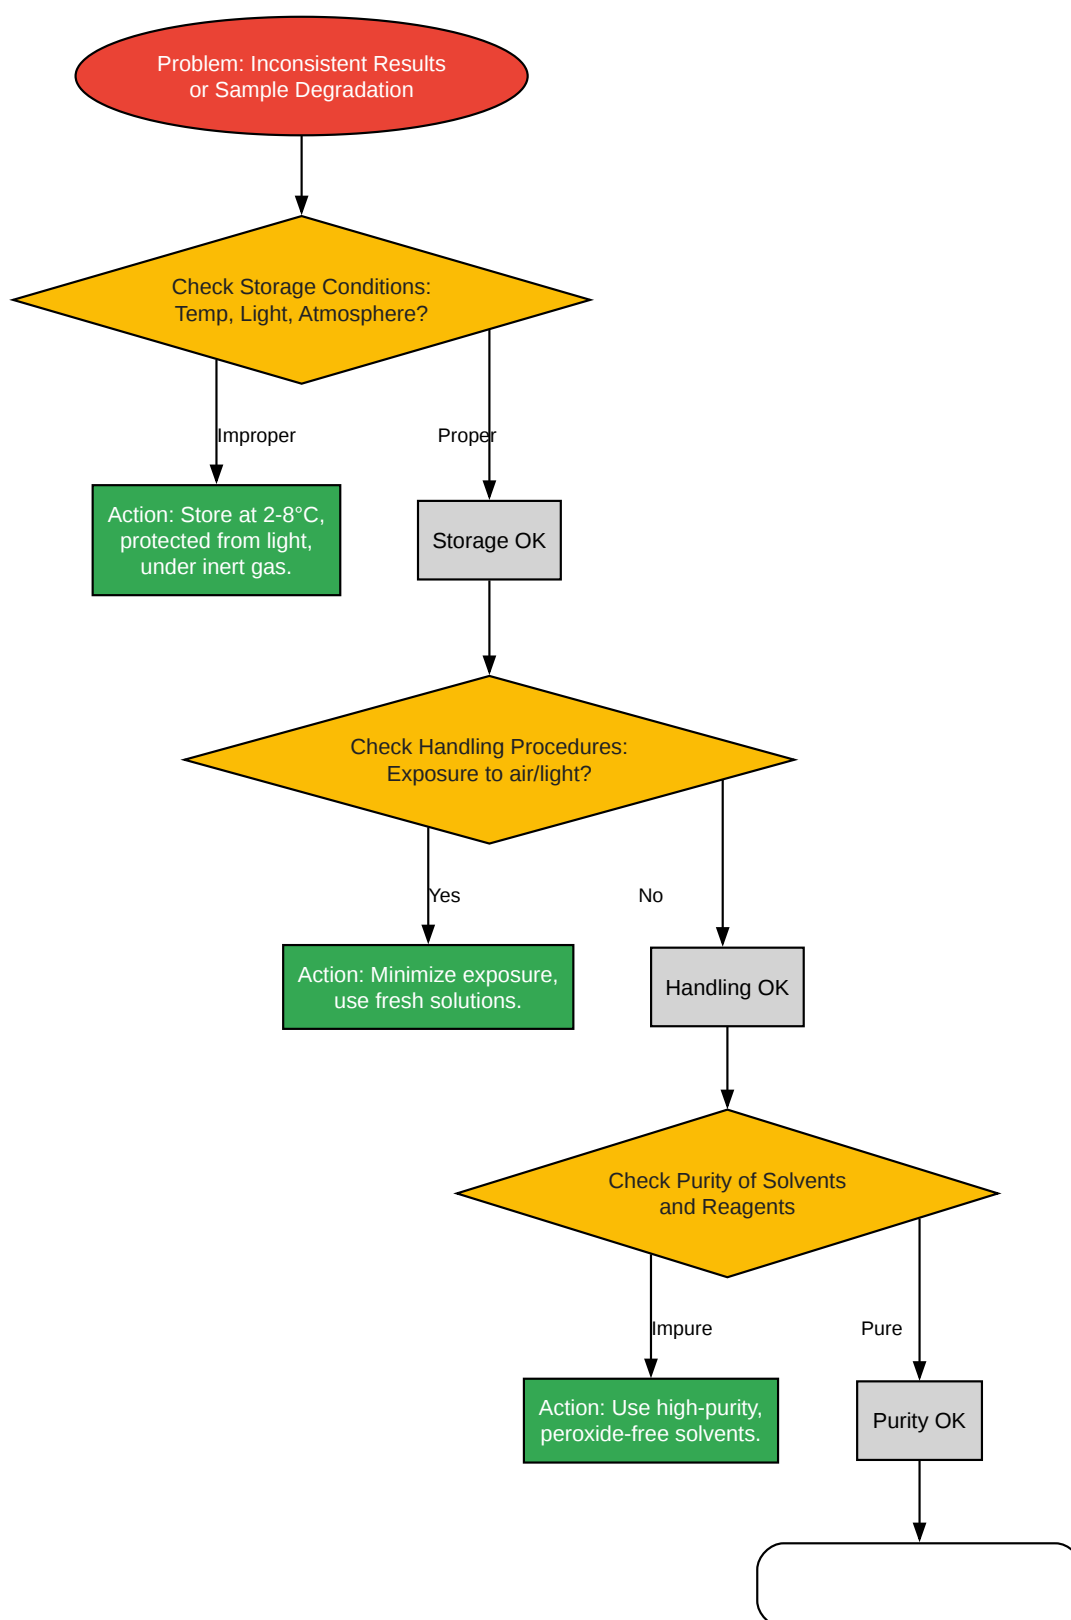 Problem: Inconsistent Results
or Sample Degradation
Check Storage Conditions:
Temp, Light, Atmosphere?
Improper
Proper
Action: Store at 2-8°C,
protected from light,
under inert gas.
Storage OK
Check Handling Procedures:
Exposure to air/light?
Yes
No
Action: Minimize exposure,
use fresh solutions.
Handling OK
Check Purity of Solvents
and Reagents
Impure
Pure
Action: Use high-purity,
peroxide-free solvents.
Purity OK